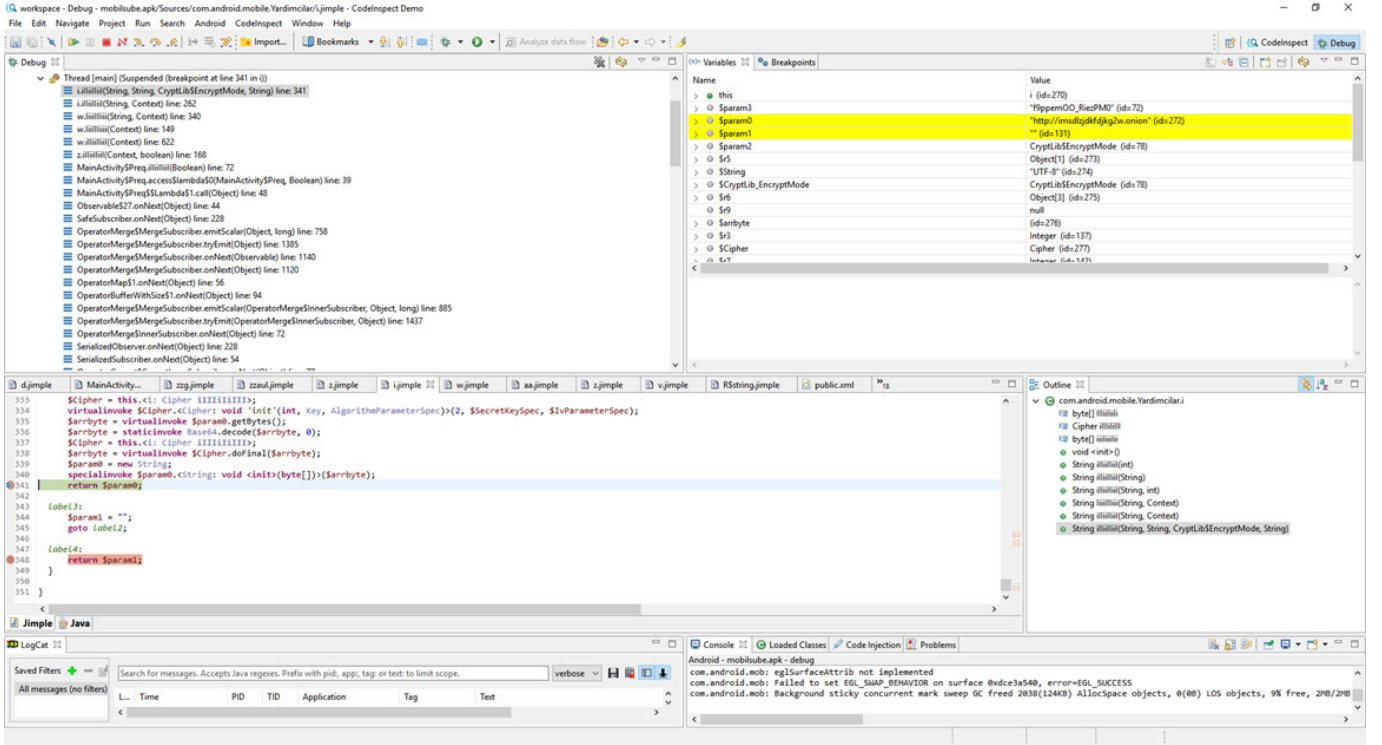 workspace - Debug - mobilsube.apk/Sources/com.android.mobile.Yardimcilar/i.jimple - CodeInspect Demo
File Edit Navigate Project Run Search Android CodeInspect Window Help
Import... Bookmarks Analyze data flow CodeInspect Debug
Debug
Thread [main] (Suspended (breakpoint at line 341 in i))
(String, String, CryptLib$EncryptMode, String) line: 341
(String, Context) line: 262
(String, Context) line: 340
(Context) line: 149
(Context) line: 622
(Context, boolean) line: 168
(Boolean) line: 72
MainActivity$Preq.access$lambda$0(MainActivity$Preq, Boolean) line: 39
MainActivity$Preq$$Lambda$1.call(Object) line: 48
Observable$27.onNext(Object) line: 44
SafeSubscriber.onNext(Object) line: 228
OperatorMerge$MergeSubscriber.emitScalar(Object, long) line: 758
OperatorMerge$MergeSubscriber.tryEmit(Object) line: 1385
OperatorMerge$MergeSubscriber.onNext(Observable) line: 1140
OperatorMerge$MergeSubscriber.onNext(Object) line: 1120
OperatorMap$1.onNext(Object) line: 56
OperatorBufferWithSize$1.onNext(Object) line: 94
OperatorMerge$MergeSubscriber.emitScalar(OperatorMerge$InnerSubscriber, Object, long) line: 885
OperatorMerge$MergeSubscriber.tryEmit(OperatorMerge$InnerSubscriber, Object) line: 1437
OperatorMerge$InnerSubscriber.onNext(Object) line: 72
SerializedObserver.onNext(Object) line: 228
SerializedSubscriber.onNext(Object) line: 54
Variables Breakpoints
Name Value
this i (id=270)
$param3 "f9ppemOO_RiezPM0" (id=72)
$param0 "http://imsdlzjdkfdjkg2w.onion" (id=272)
$param1 "" (id=131)
$param2 CryptLib$EncryptMode (id=78)
$r5 Object[1] (id=273)
$String "UTF-8" (id=274)
$CryptLib_EncryptMode CryptLib$EncryptMode (id=78)
$r6 Object[3] (id=275)
$r9 null
$arrbyte (id=276)
$r3 Integer (id=137)
$Cipher Cipher (id=277)
$r7 Integer (id=142)
d.jimple MainActivity... zzg.jimple zzaul.jimple z.jimple i.jimple w.jimple aa.jimple z.jimple v.jimple R$string.jimple public.xml »18
333 $Cipher = this.<i: Cipher
334 virtualinvoke $Cipher.<Cipher: void 'init'(int, Key, AlgorithmParameterSpec)>(2, $SecretKeySpec, $IvParameterSpec);
335 $arrbyte = virtualinvoke $param0.getBytes();
336 $arrbyte = staticinvoke Base64.decode($arrbyte, 0);
337 $Cipher = this.<i: Cipher
338 $arrbyte = virtualinvoke $Cipher.doFinal($arrbyte);
339 $param0 = new String;
340 specialinvoke $param0.<String: void <init>(byte[])>($arrbyte);
341 return $param0;
342
343 label3:
344 $param1 = "";
345 goto label2;
346
347 label4:
348 return $param1;
349 }
350
351 }
Jimple Java
Outline
com.android.mobile.Yardimcilar.i
byte[]
Cipher
byte[]
void <init>()
String (int)
String (String)
String (String, int)
String (String, Context)
String (String, Context)
String (String, String, CryptLib$EncryptMode, String)
LogCat
Saved Filters
All messages (no filters)
Search for messages. Accepts Java regexes. Prefix with pid:, app:, tag: or text: to limit scope.
verbose
L... Time PID TID Application Tag Text
Console Loaded Classes Code Injection Problems
Android - mobilsube.apk - debug
com.android.mob: eglSurfaceAttrib not implemented
com.android.mob: Failed to set EGL_SWAP_BEHAVIOR on surface 0xdce3a540, error=EGL_SUCCESS
com.android.mob: Background sticky concurrent mark sweep GC freed 2038(124KB) AllocSpace objects, 0(0B) LOS objects, 9% free, 2MB/2MB